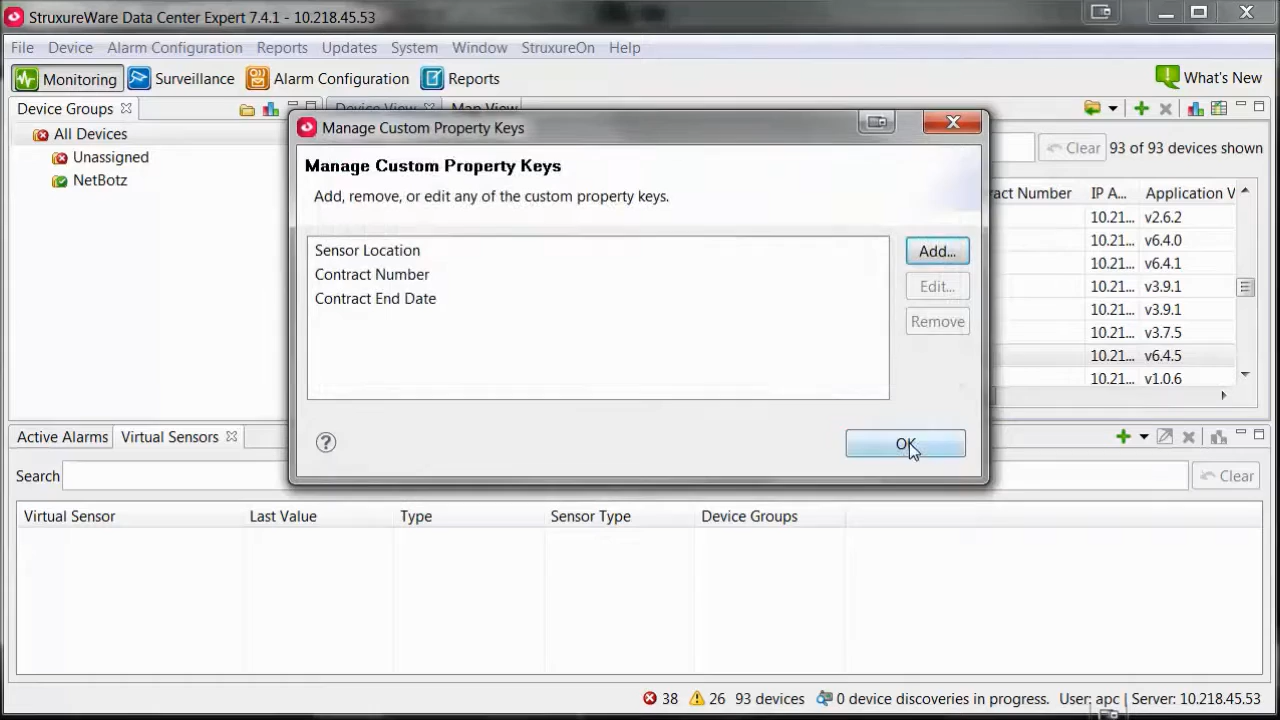 StruxureWare Data Center Expert 7.4.1 - 10.218.45.53
File Device Alarm Configuration Reports Updates System Window StruxureOn Help
Monitoring Surveillance Alarm Configuration Reports What's New
Device Groups Device View Map View
All Devices
Unassigned
NetBotz
Clear 93 of 93 devices shown
ract Number IP A... Application V
10.21... v2.6.2
10.21... v6.4.0
10.21... v6.4.1
10.21... v3.9.1
10.21... v3.9.1
10.21... v3.7.5
10.21... v6.4.5
10.21... v1.0.6
Manage Custom Property Keys
Manage Custom Property Keys
Add, remove, or edit any of the custom property keys.
Sensor Location
Contract Number
Contract End Date
Add...
Edit...
Remove
?
OK
Active Alarms Virtual Sensors
Search
Clear
Virtual Sensor Last Value Type Sensor Type Device Groups
38 26 93 devices 0 device discoveries in progress. User: apc | Server: 10.218.45.53